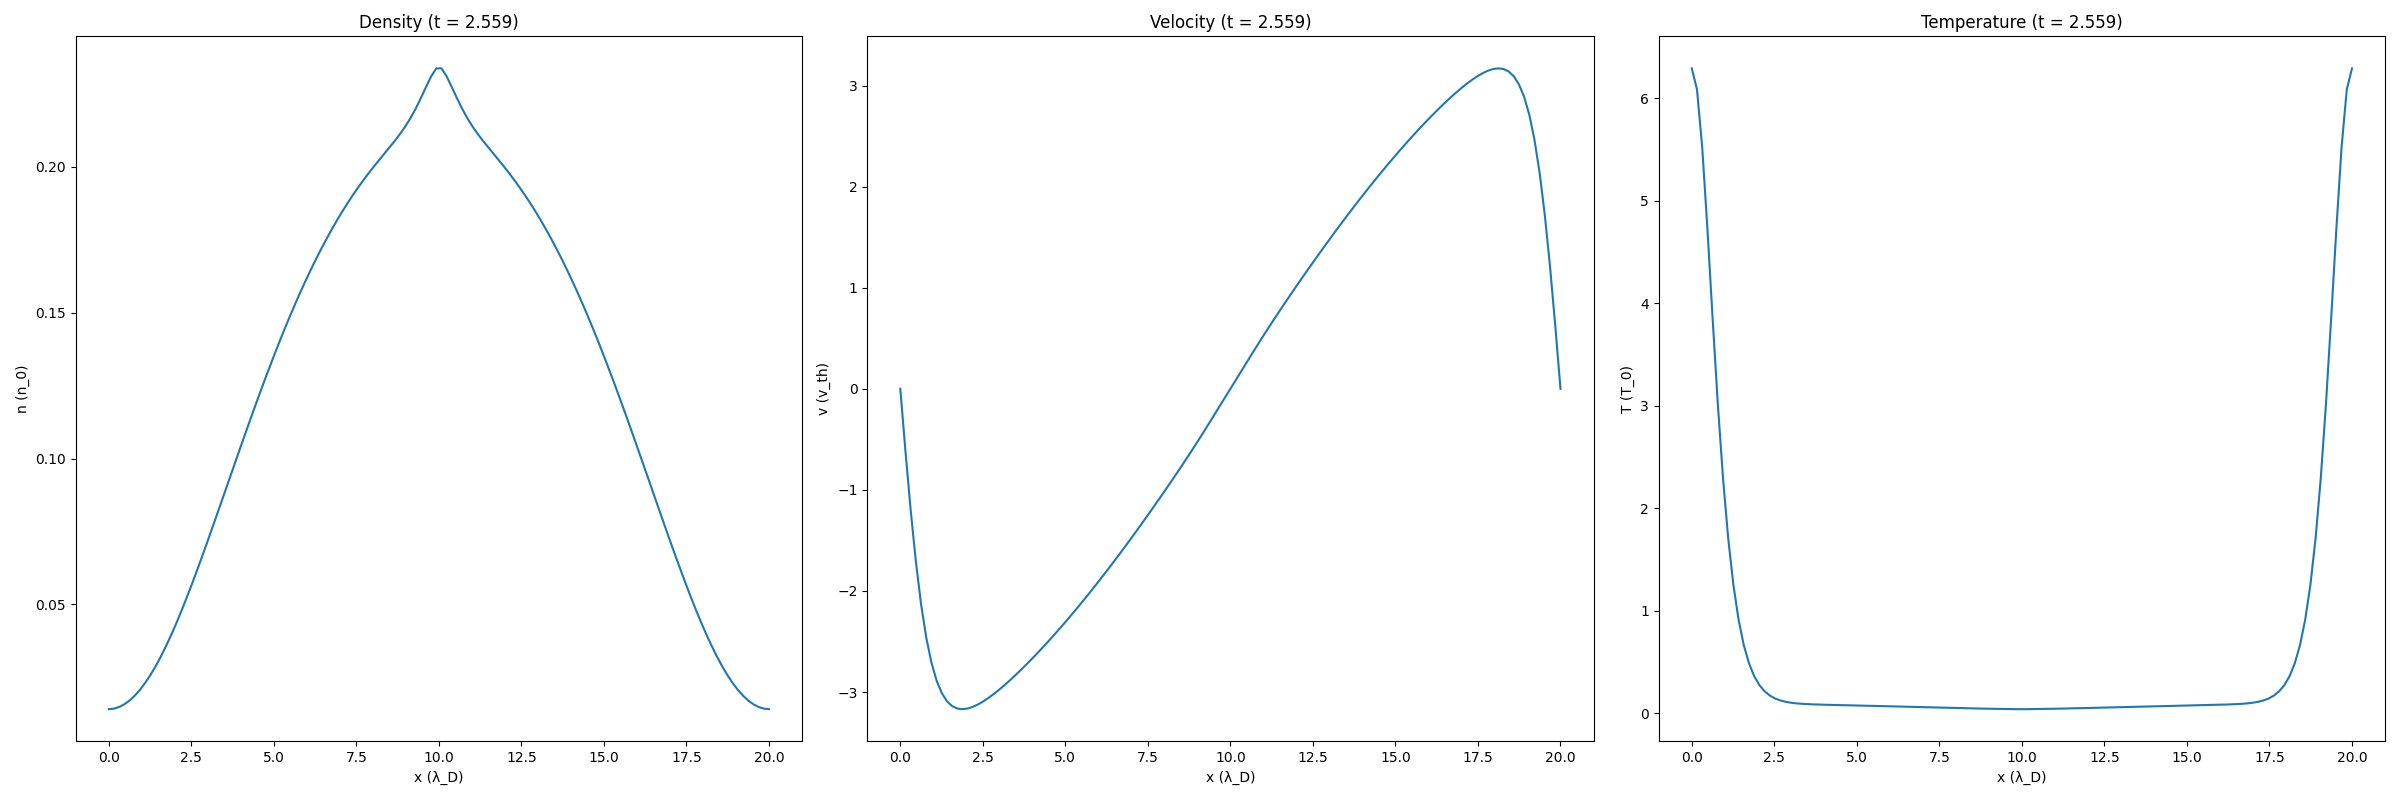 Density (t = 2.559)
n (n_0)
0.20
0.15
0.10
0.05
0.0 2.5 5.0 7.5 10.0 12.5 15.0 17.5 20.0
x (λ_D)
Velocity (t = 2.559)
v (v_th)
3
2
1
0
−1
−2
−3
0.0 2.5 5.0 7.5 10.0 12.5 15.0 17.5 20.0
x (λ_D)
Temperature (t = 2.559)
T (T_0)
6
5
4
3
2
1
0
0.0 2.5 5.0 7.5 10.0 12.5 15.0 17.5 20.0
x (λ_D)